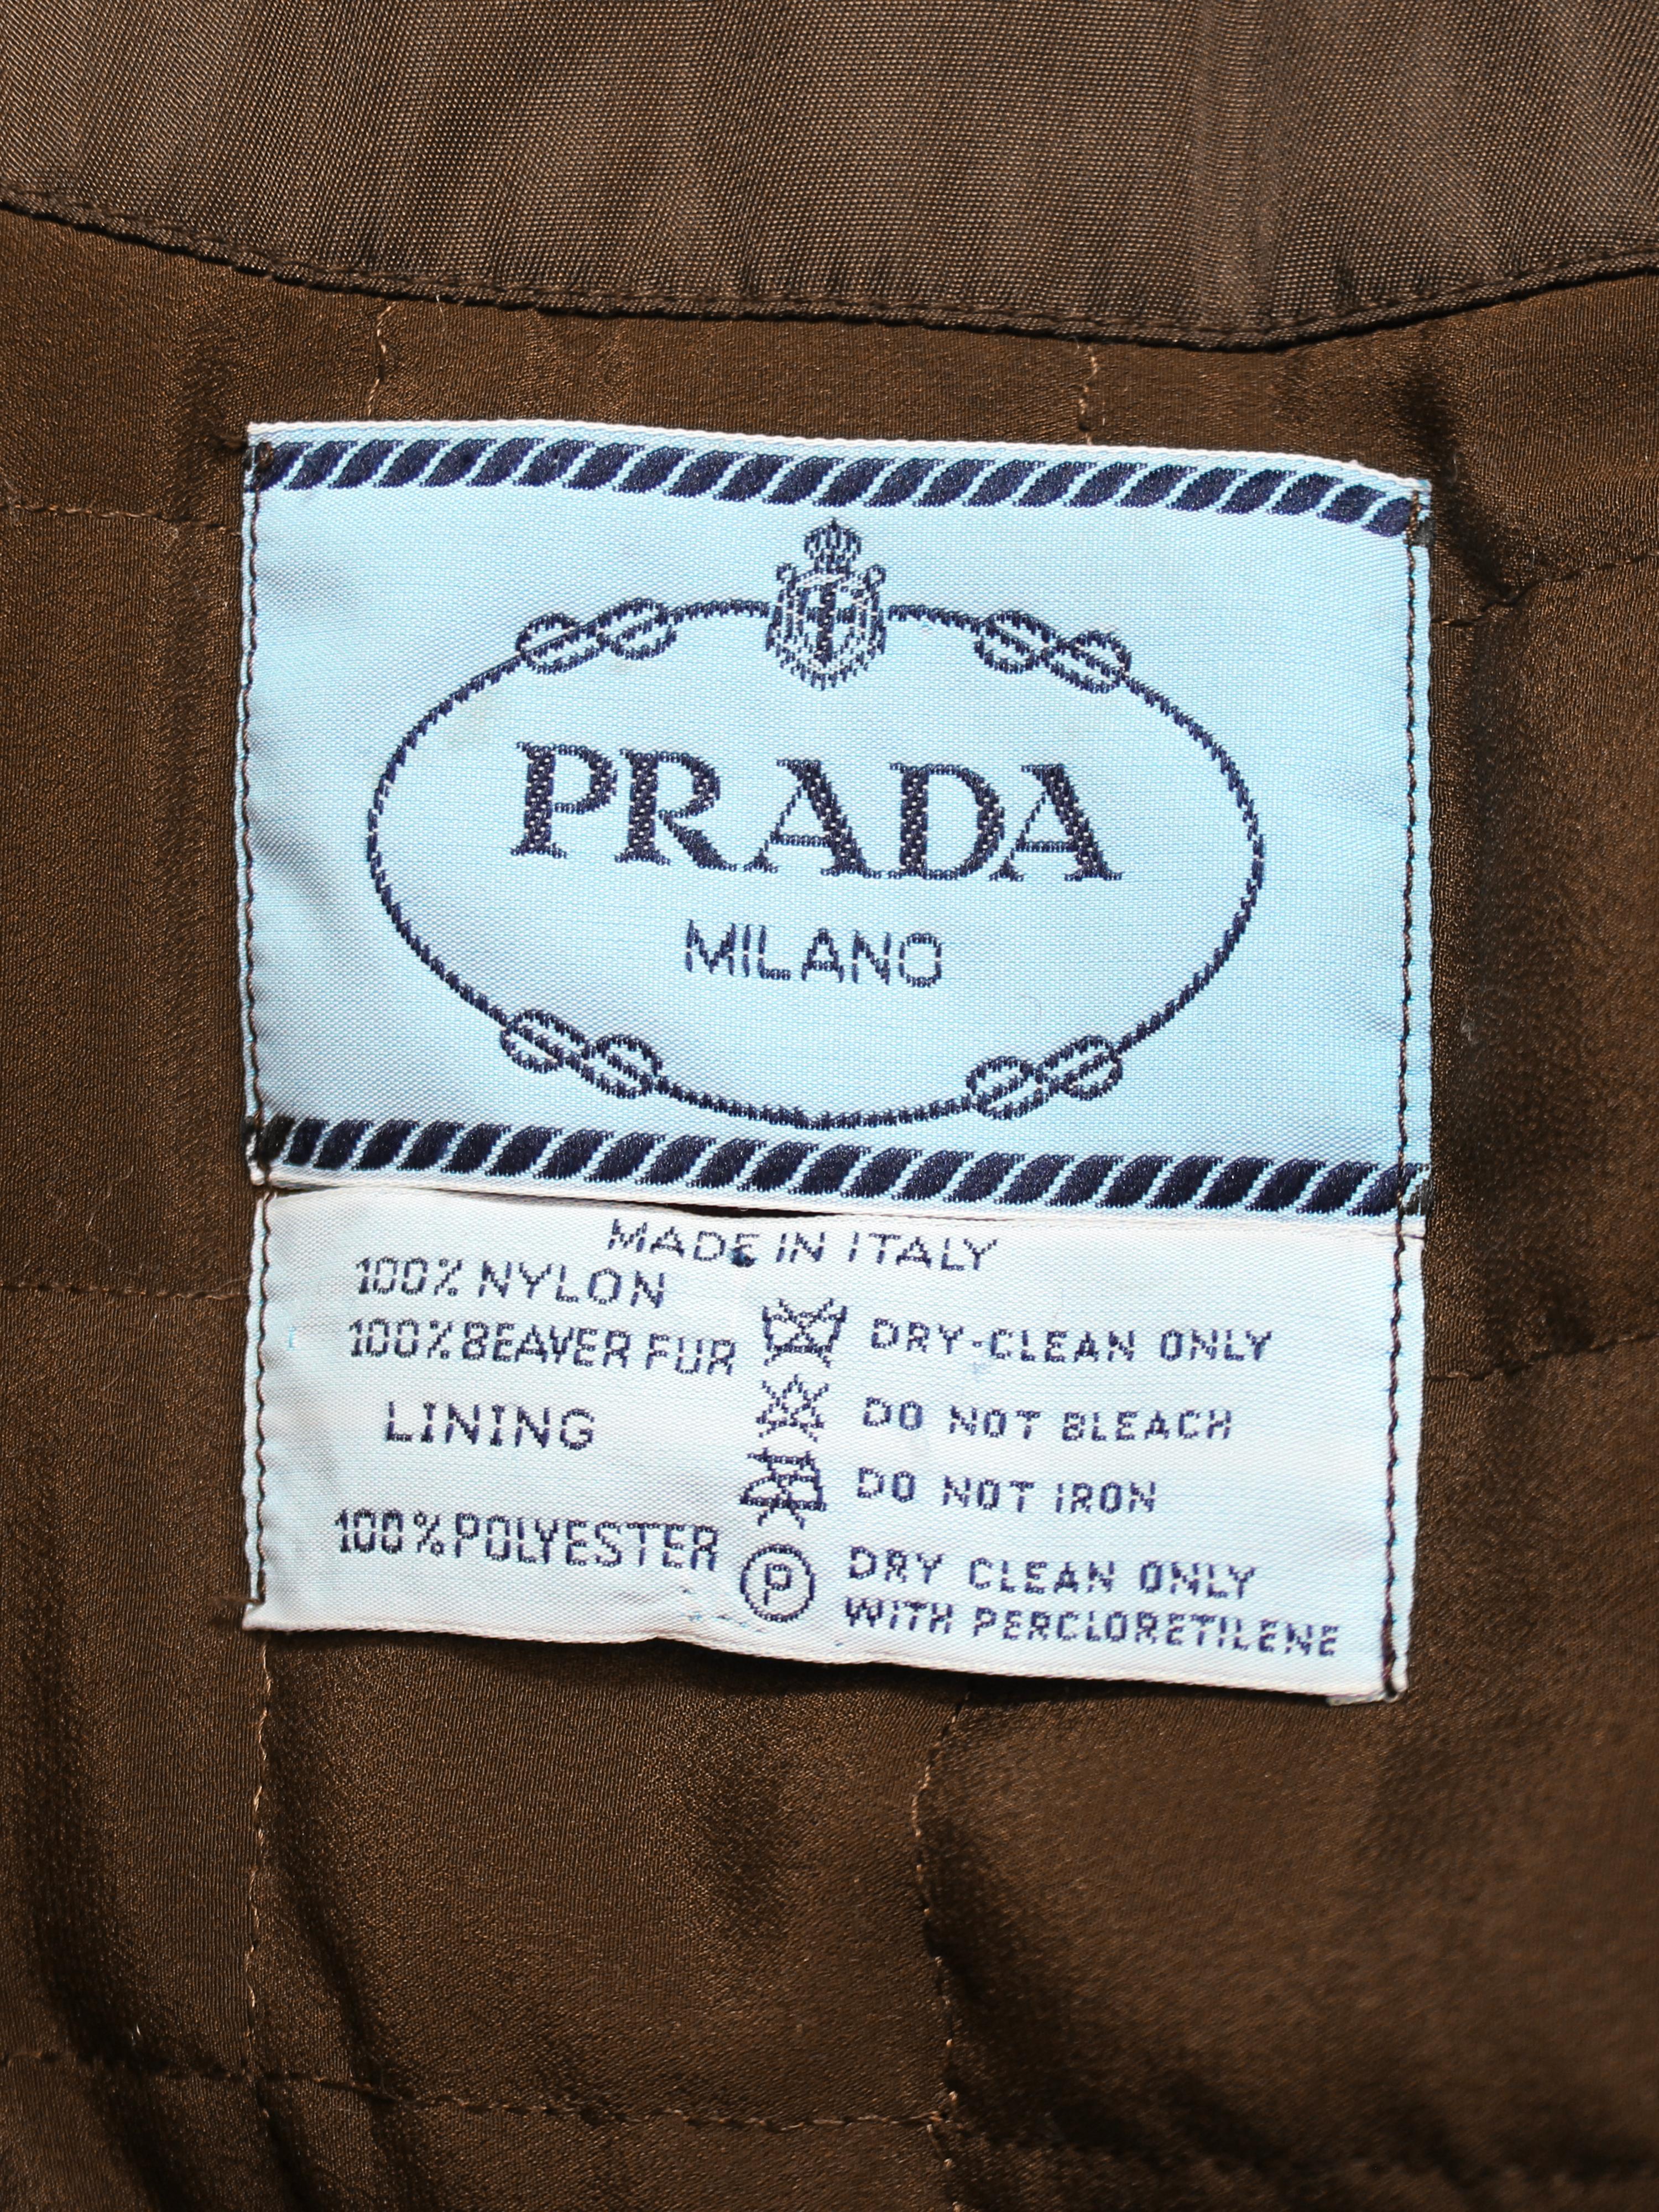 PRADA
MILANO
MADE IN ITALY
100% NYLON
100% BEAVER FUR
LINING
100% POLYESTER
DRY-CLEAN ONLY
DO NOT BLEACH
DO NOT IRON
P
DRY CLEAN ONLY
WITH PERCLORETILENE